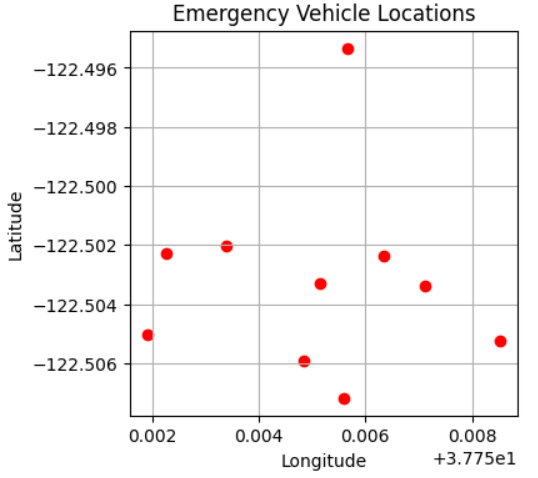 Emergency Vehicle Locations
−122.496
−122.498
−122.500
−122.502
−122.504
−122.506
Latitude
0.002 0.004 0.006 0.008
Longitude
+3.775e1